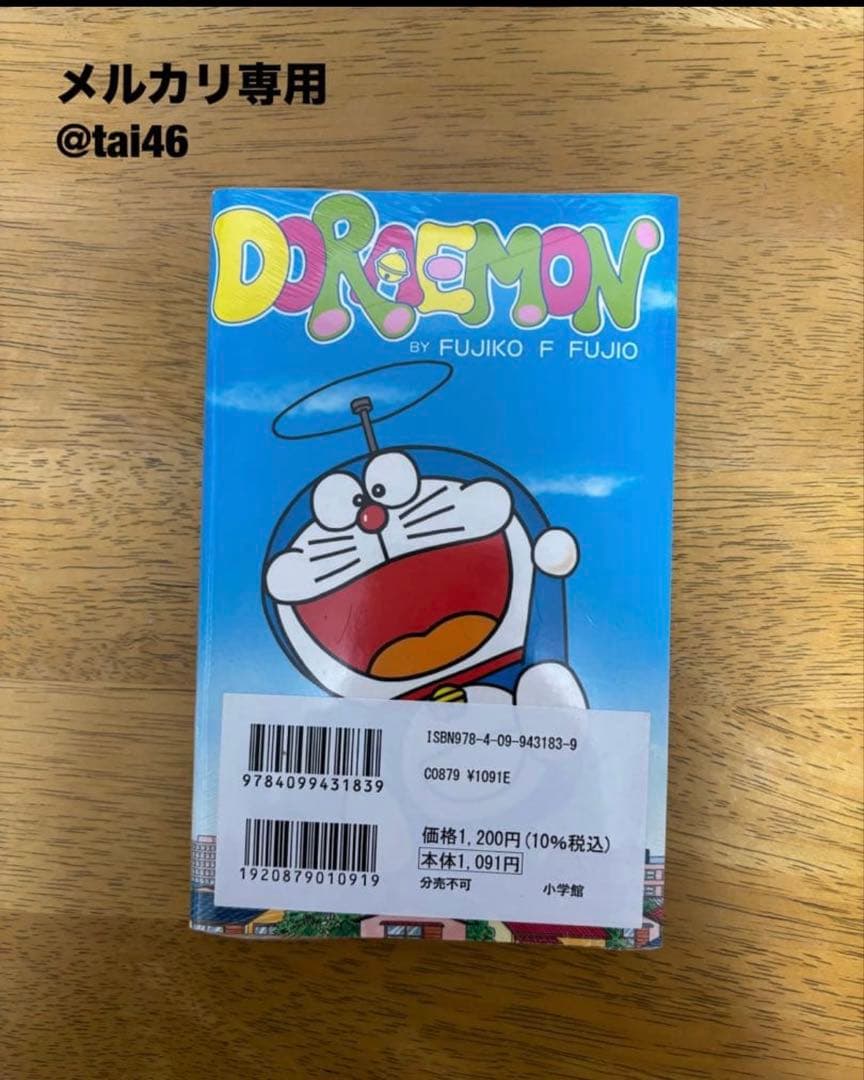 メルカリ専用
@tai46
DORAEMON
BY FUJIKO F FUJIO
ISBN978-4-09-943183-9
9784099431839
C0879 ¥1091E
1920879010919
価格1,200円(10%税込)
本体1,091円
分売不可 小学館